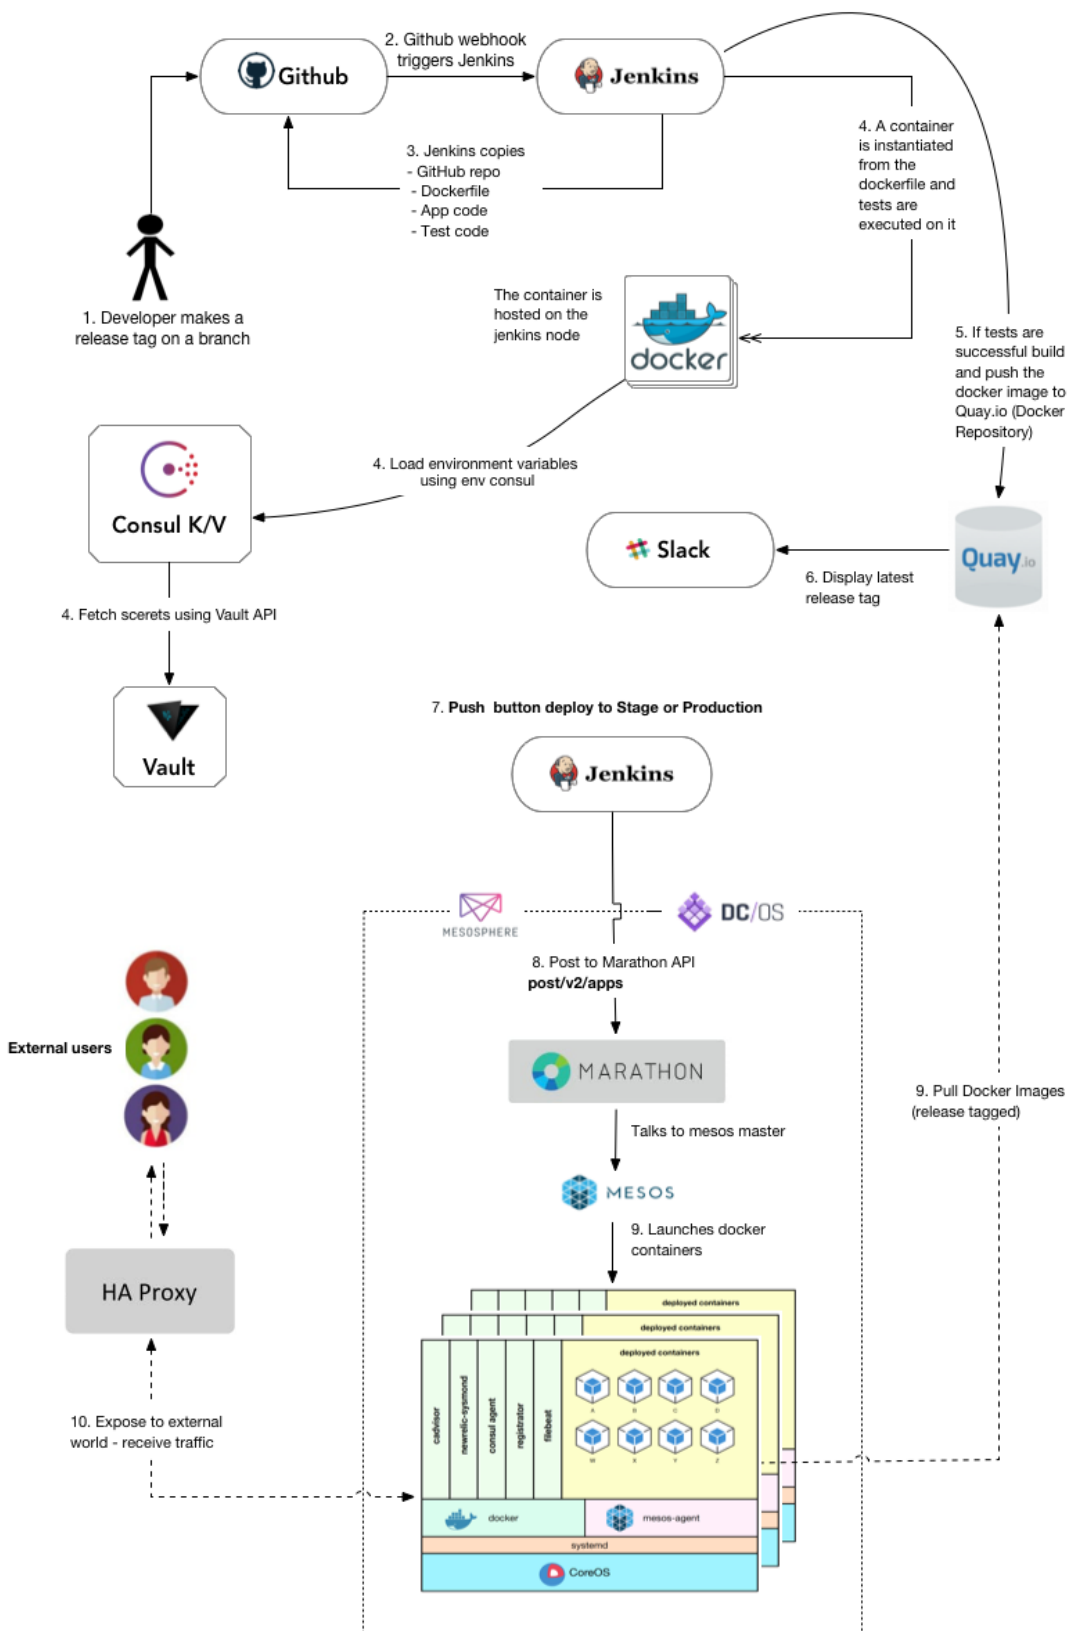 2. Github webhook
triggers Jenkins
Github
Jenkins
3. Jenkins copies
- GitHub repo
- Dockerfile
- App code
- Test code
4. A container
is instantiated
from the
dockerfile and
tests are
executed on it
1. Developer makes a
release tag on a branch
The container is
hosted on the
jenkins node
docker
5. If tests are
successful build
and push the
docker image to
Quay.io (Docker
Repository)
4. Load environment variables
using env consul
Consul K/V
Slack
Quay.io
6. Display latest
release tag
4. Fetch scerets using Vault API
Vault
7. Push button deploy to Stage or Production
Jenkins
MESOSPHERE
DC/OS
8. Post to Marathon API
post/v2/apps
External users
MARATHON
9. Pull Docker Images
(release tagged)
Talks to mesos master
MESOS
9. Launches docker
containers
HA Proxy
deployed containers
deployed containers
deployed containers
cadvisor
newrelic-sysmond
consul agent
registrator
filebeat
A B C D
W X Y Z
10. Expose to external
world - receive traffic
docker
mesos-agent
systemd
CoreOS